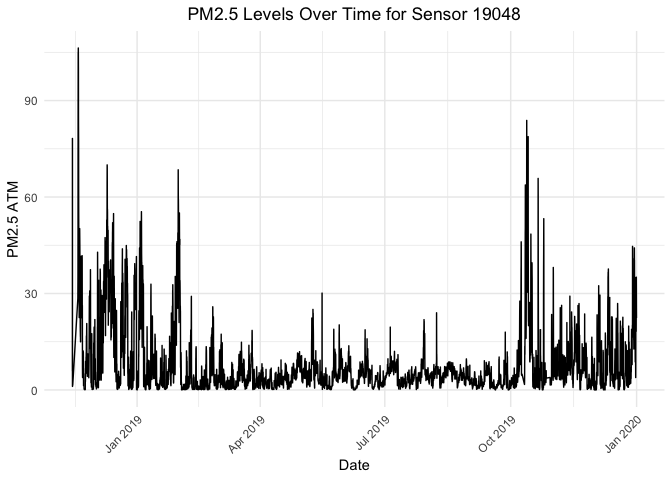 PM2.5 Levels Over Time for Sensor 19048
PM2.5 ATM
90
60
30
0
Jan 2019
Apr 2019
Jul 2019
Oct 2019
Jan 2020
Date